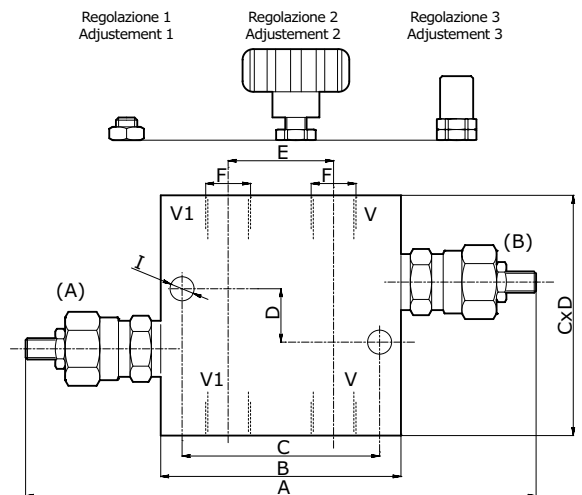 Regolazione 1
Adjustement 1
Regolazione 2
Adjustement 2
Regolazione 3
Adjustement 3
E
F
F
V1
V
(B)
I
(A)
D
CxD
V1
V
C
B
A